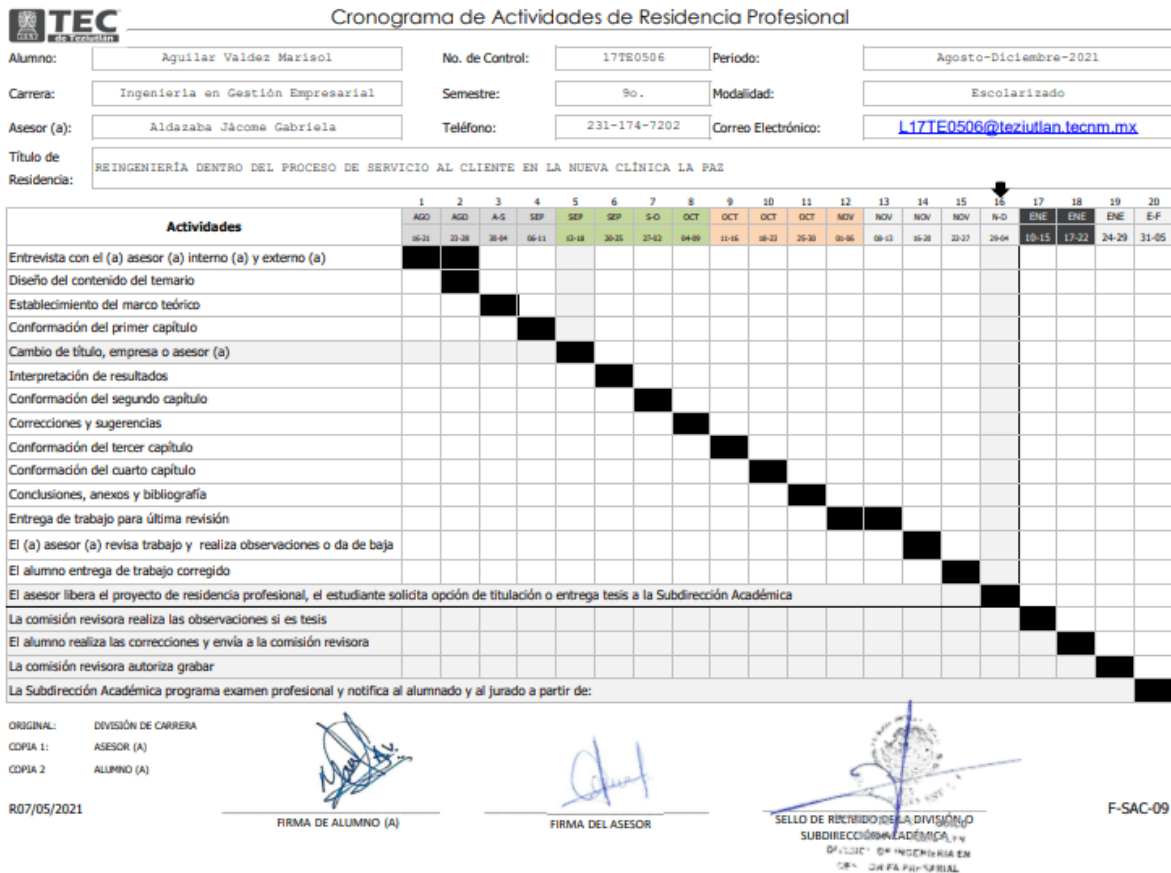 TEC
de Teziutlán
Cronograma de Actividades de Residencia Profesional
Alumno: Aguilar Valdez Marisol No. de Control: 17TE0506 Periodo: Agosto-Diciembre-2021
Carrera: Ingeniería en Gestión Empresarial Semestre: 9o. Modalidad: Escolarizado
Asesor (a): Aldazaba Jácome Gabriela Teléfono: 231-174-7202 Correo Electrónico: L17TE0506@teziutlan.tecnm.mx
Título de Residencia: REINGENIERÍA DENTRO DEL PROCESO DE SERVICIO AL CLIENTE EN LA NUEVA CLÍNICA LA PAZ
1 2 3 4 5 6 7 8 9 10 11 12 13 14 15 16 17 18 19 20
Actividades AGO AGO A-S SEP SEP SEP S-O OCT OCT OCT OCT NOV NOV NOV NOV N-D ENE ENE ENE E-F
16-21 23-28 30-04 06-11 13-18 20-25 27-02 04-09 11-16 18-23 25-30 01-06 08-13 16-20 22-27 29-04 10-15 17-22 24-29 31-05
Entrevista con el (a) asesor (a) interno (a) y externo (a)
Diseño del contenido del temario
Establecimiento del marco teórico
Conformación del primer capítulo
Cambio de título, empresa o asesor (a)
Interpretación de resultados
Conformación del segundo capítulo
Correcciones y sugerencias
Conformación del tercer capítulo
Conformación del cuarto capítulo
Conclusiones, anexos y bibliografía
Entrega de trabajo para última revisión
El (a) asesor (a) revisa trabajo y realiza observaciones o da de baja
El alumno entrega de trabajo corregido
El asesor libera el proyecto de residencia profesional, el estudiante solicita opción de titulación o entrega tesis a la Subdirección Académica
La comisión revisora realiza las observaciones si es tesis
El alumno realiza las correcciones y envía a la comisión revisora
La comisión revisora autoriza grabar
La Subdirección Académica programa examen profesional y notifica al alumnado y al jurado a partir de:
ORIGINAL: DIVISIÓN DE CARRERA
COPIA 1: ASESOR (A)
COPIA 2 ALUMNO (A)
R07/05/2021
FIRMA DE ALUMNO (A)
FIRMA DEL ASESOR
SELLO DE RECIBIDO DE LA DIVISIÓN O
SUBDIRECCIÓN ACADÉMICA
DE INGENIERIA EN
F-SAC-09